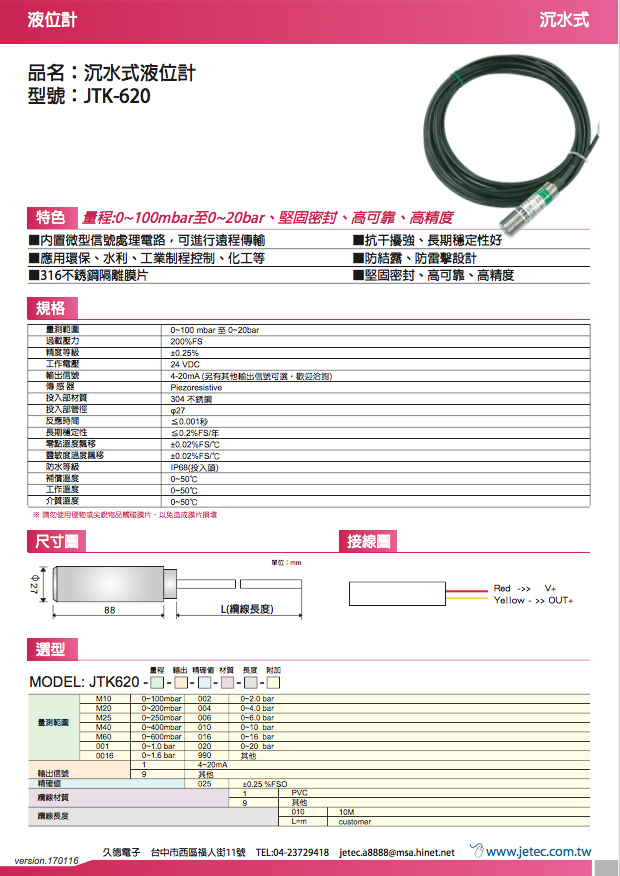 液位計 沉水式
品名：沉水式液位計
型號：JTK-620
特色 量程:0~100mbar至0~20bar、堅固密封、高可靠、高精度
■內置微型信號處理電路，可進行遠程傳輸 ■抗干擾強、長期穩定性好
■應用環保、水利、工業制程控制、化工等 ■防結露、防雷擊設計
■316不銹鋼隔離膜片 ■堅固密封、高可靠、高精度
規格
量測範圍 0~100 mbar 至 0~20bar
過載壓力 200%FS
精度等級 ±0.25%
工作電壓 24 VDC
輸出信號 4-20mA (另有其他輸出信號可選，歡迎洽詢)
傳 感 器 Piezoresistive
投入部材質 304 不銹鋼
投入部管徑 φ27
反應時間 ≦0.001秒
長期穩定性 ≦0.2%FS/年
零點溫度飄移 ±0.02%FS/℃
靈敏度溫度飄移 ±0.02%FS/℃
防水等級 IP68(投入頭)
補償溫度 0~50℃
工作溫度 0~50℃
介質溫度 0~50℃
※ 請勿使用硬物或尖銳物品觸碰膜片，以免造成膜片損壞
尺寸圖 接線圖
單位：mm
ϕ27
88
L(纜線長度)
Red ->> V+
Yellow - >> OUT+
選型
量程 輸出 精確值 材質 長度 附加
MODEL: JTK620 - - - - - -
量測範圍
M10 0~100mbar 002 0~2.0 bar
M20 0~200mbar 004 0~4.0 bar
M25 0~250mbar 006 0~6.0 bar
M40 0~400mbar 010 0~10 bar
M60 0~600mbar 016 0~16 bar
001 0~1.0 bar 020 0~20 bar
0016 0~1.6 bar 990 其他
輸出信號 1 4~20mA
9 其他
精確值 025 ±0.25 %FSO
纜線材質 1 PVC
9 其他
纜線長度 010 10M
L=m customer
久德電子 台中市西區福人街11號 TEL:04-23729418 jetec.a8888@msa.hinet.net www.jetec.com.tw
version.170116